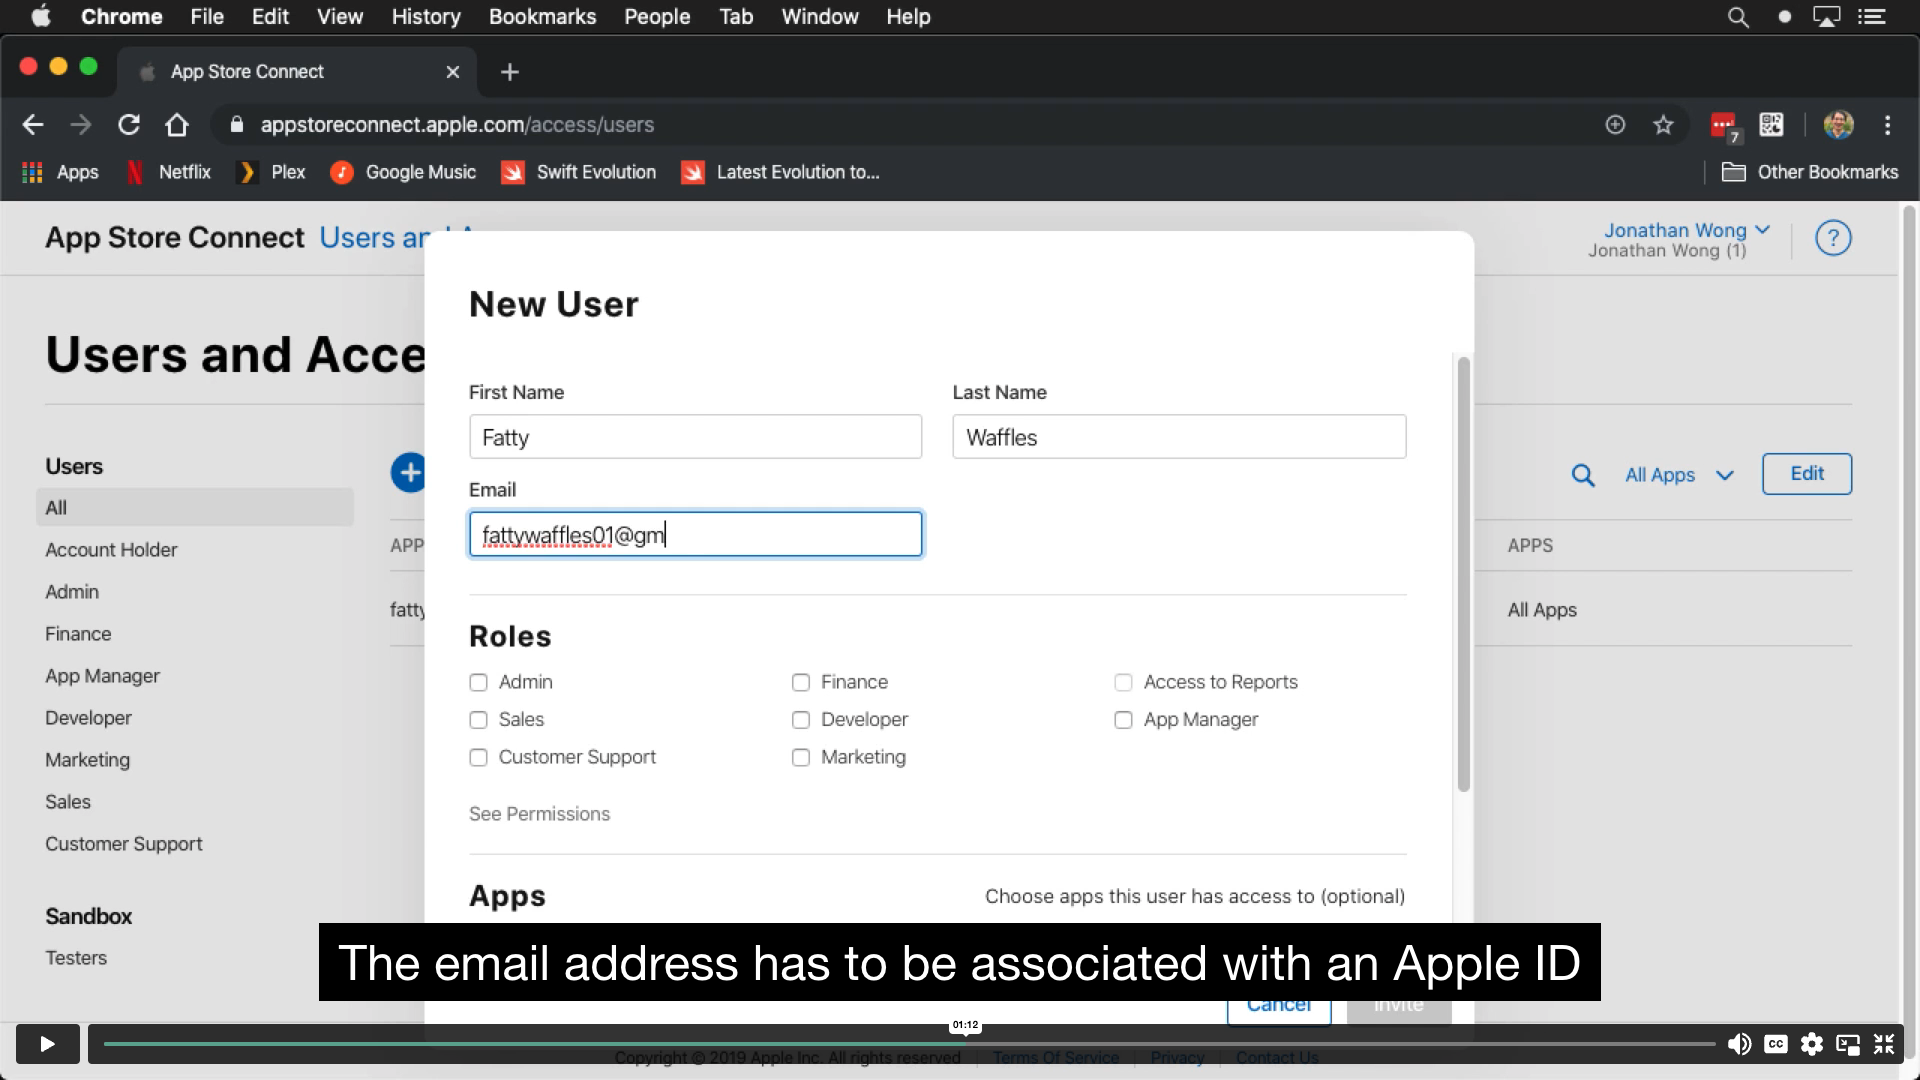 Chrome File Edit View History Bookmarks People Tab Window Help
App Store Connect
appstoreconnect.apple.com/access/users
7
Apps Netflix Plex Google Music Swift Evolution Latest Evolution to... Other Bookmarks
App Store Connect Users and A
Jonathan Wong
Jonathan Wong (1)
?
Users and Acce
Users
All
Account Holder
Admin
Finance
App Manager
Developer
Marketing
Sales
Customer Support
Sandbox
Testers
APP
fatty
New User
First Name Last Name
Fatty Waffles
Email
fattywaffles01@gm
Roles
Admin Finance Access to Reports
Sales Developer App Manager
Customer Support Marketing
See Permissions
Apps Choose apps this user has access to (optional)
Cancel Invite
All Apps Edit
APPS
All Apps
The email address has to be associated with an Apple ID
01:12
CC
Copyright © 2019 Apple Inc. All rights reserved Terms Of Service Privacy Contact Us